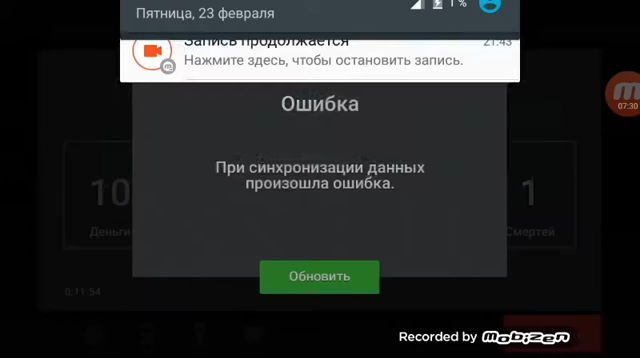 1 %
Пятница, 23 февраля
Запись продолжается
21:43
Нажмите здесь, чтобы остановить запись.
Ошибка
07:30
При синхронизации данных
произошла ошибка.
10
1
Деньги
Смертей
Обновить
0:11:54
Recorded by Mobizen